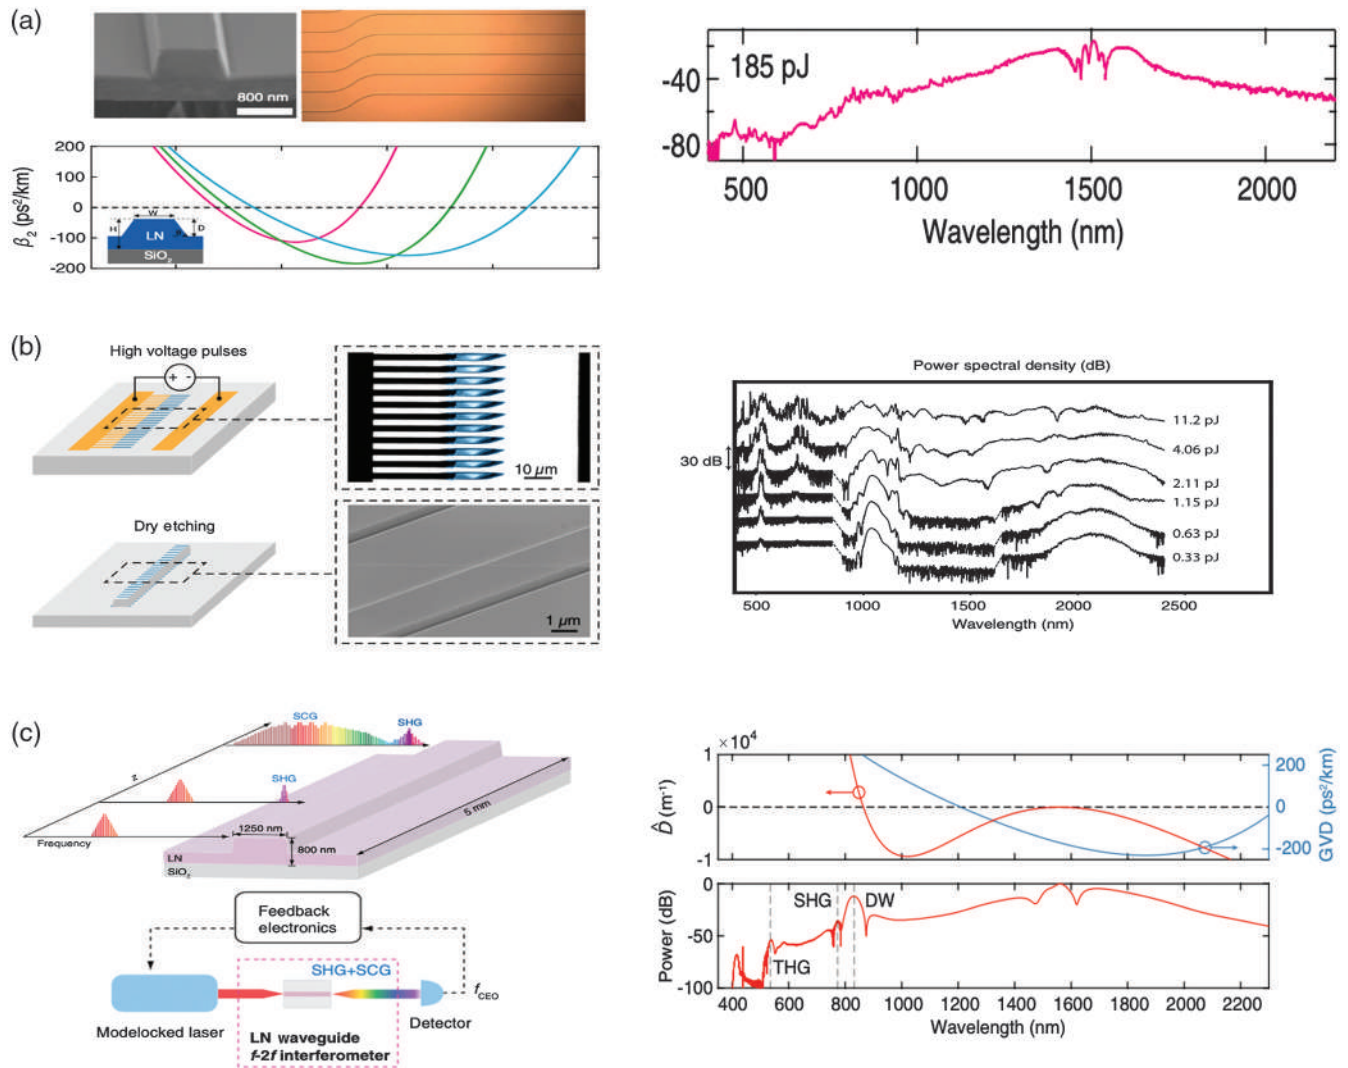 (a)
800 nm
200
100
0
-100
-200
β₂ (ps²/km)
W
H
D
LN
SiO₂
185 pJ
-40
-80
500
1000
1500
2000
Wavelength (nm)
(b)
High voltage pulses
+ -
10 µm
Dry etching
1 µm
Power spectral density (dB)
30 dB
11.2 pJ
4.06 pJ
2.11 pJ
1.15 pJ
0.63 pJ
0.33 pJ
500 1000 1500 2000 2500
Wavelength (nm)
(c)
SCG
SHG
z
SHG
Frequency
1250 nm
800 nm
5 mm
LN
SiO₂
Feedback
electronics
SHG+SCG
f_CEO
Modelocked laser
Detector
LN waveguide
f-2f interferometer
× 10⁴
1
0
-1
D̂ (m⁻¹)
200
0
-200
GVD (ps²/km)
0
-50
-100
Power (dB)
SHG
DW
THG
400 600 800 1000 1200 1400 1600 1800 2000 2200
Wavelength (nm)